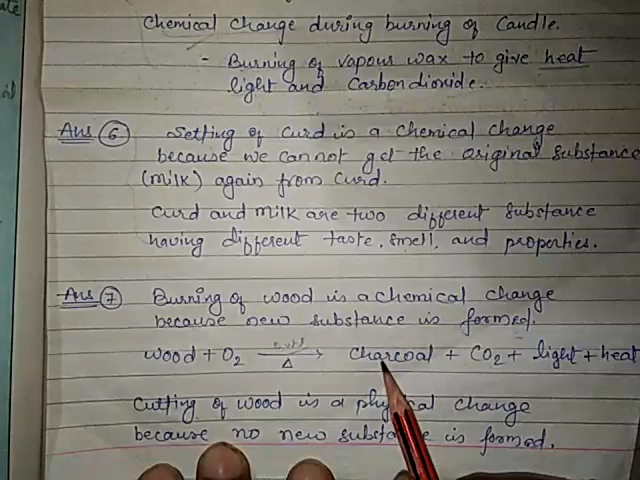 Chemical change during burning of Candle.
- Burning of vapour wax to give heat
light and Carbondioxide.
Ans 6 Setting of curd is a chemical change
because we cannot get the original substance
(milk) again from curd.
Curd and milk are two different substance
having different taste, smell, and properties.
Ans 7 Burning of wood is a chemical change
because new substance is formed.
wood + O2 → Δ charcoal + CO2 + light + heat
Cutting of wood is a physical change
because no new substance is formed.